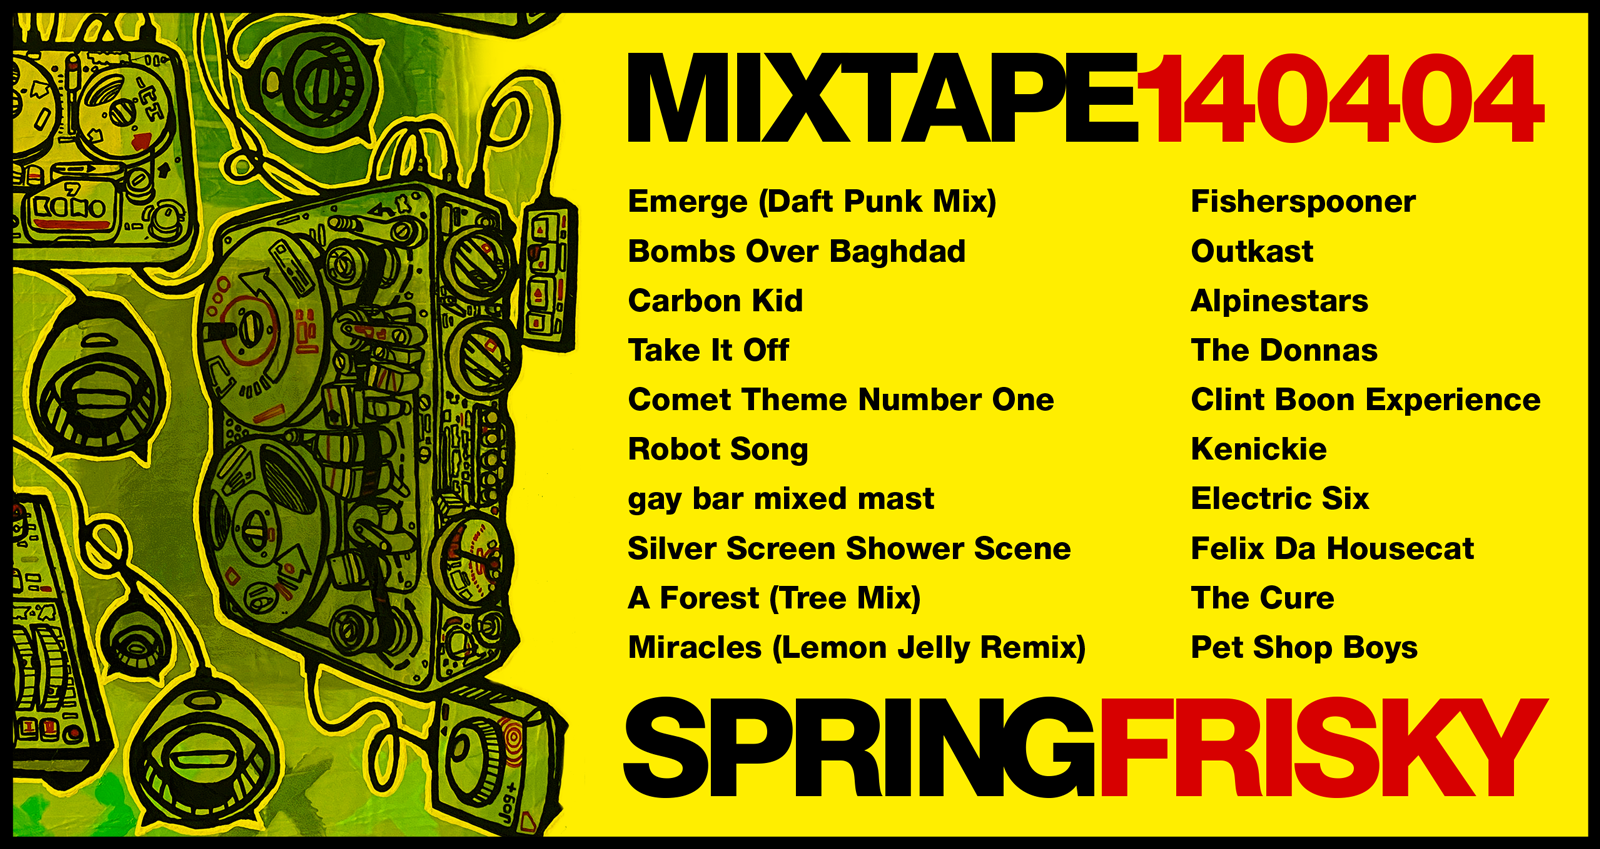 MIXTAPE140404
Emerge (Daft Punk Mix) Fisherspooner
Bombs Over Baghdad Outkast
Carbon Kid Alpinestars
Take It Off The Donnas
Comet Theme Number One Clint Boon Experience
Robot Song Kenickie
gay bar mixed mast Electric Six
Silver Screen Shower Scene Felix Da Housecat
A Forest (Tree Mix) The Cure
Miracles (Lemon Jelly Remix) Pet Shop Boys
SPRINGFRISKY
Jog+